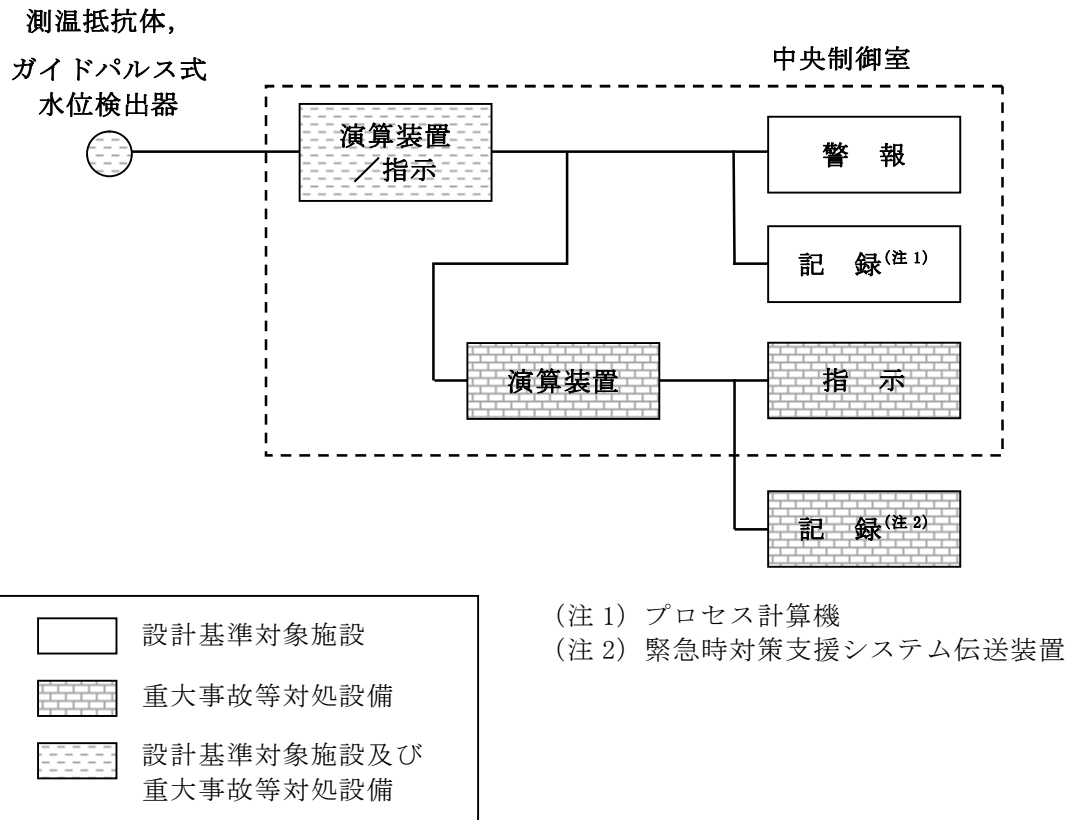 測温抵抗体，
ガイドパルス式
水位検出器
中央制御室
演算装置
／指示
警　報
記　録(注1)
演算装置
指　示
記　録(注2)
(注1) プロセス計算機
(注2) 緊急時対策支援システム伝送装置
設計基準対象施設
重大事故等対処設備
設計基準対象施設及び
重大事故等対処設備